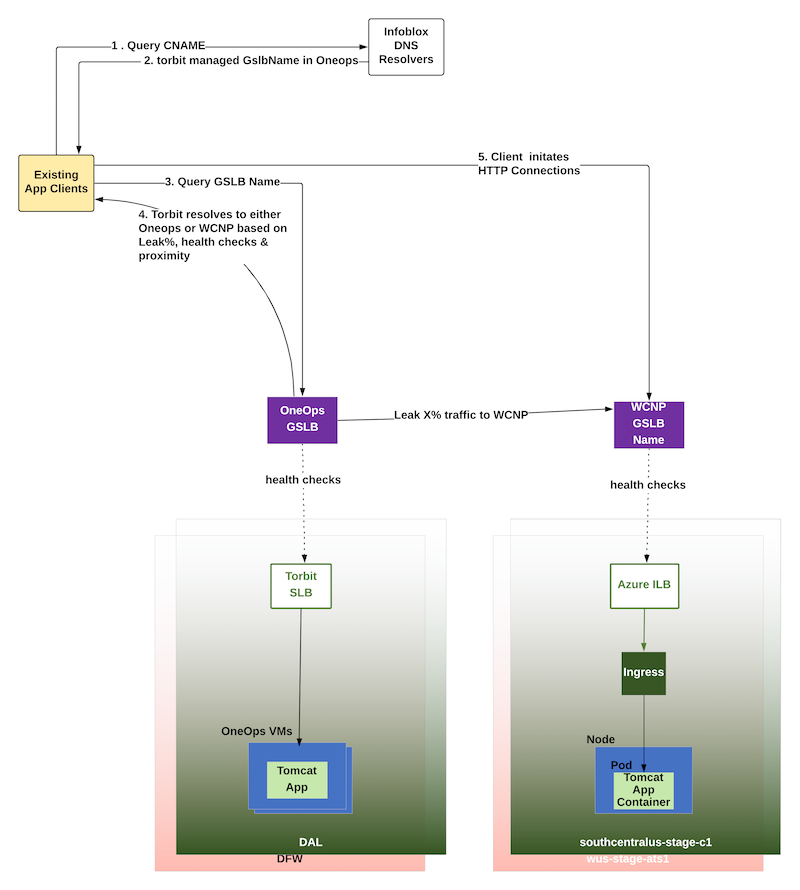 Infoblox
DNS
Resolvers
1 . Query CNAME
2. torbit managed GslbName in Oneops
Existing
App Clients
5. Client  initates
HTTP Connections
3. Query GSLB Name
4. Torbit resolves to either
Oneops or WCNP based on
Leak%, health checks &
proximity
OneOps
GSLB
Leak X% traffic to WCNP
WCNP
GSLB
Name
health checks
health checks
Torbit
SLB
Azure ILB
Ingress
OneOps VMs
Tomcat
App
Node
Pod
Tomcat
App
Container
DAL
DFW
southcentralus-stage-c1
wus-stage-ats1